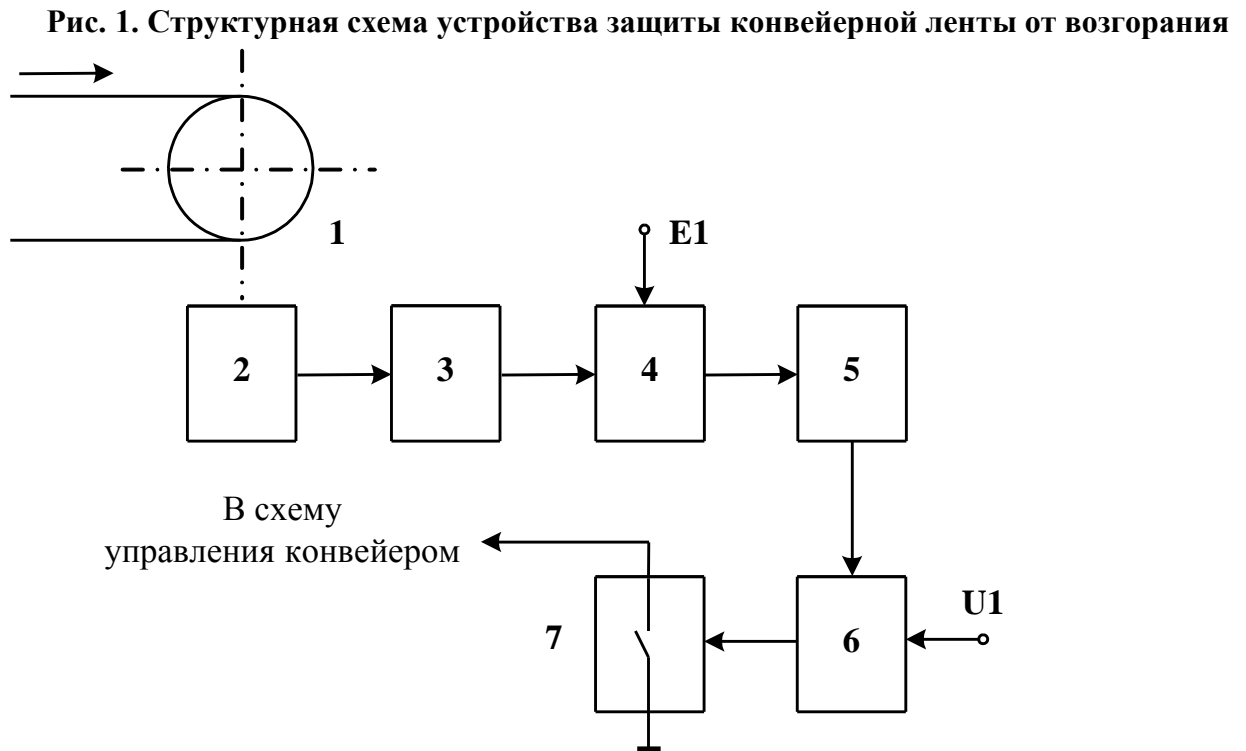 Рис. 1. Структурная схема устройства защиты конвейерной ленты от возгорания
1
E1
2
3
4
5
В схему
управления конвейером
U1
7
6